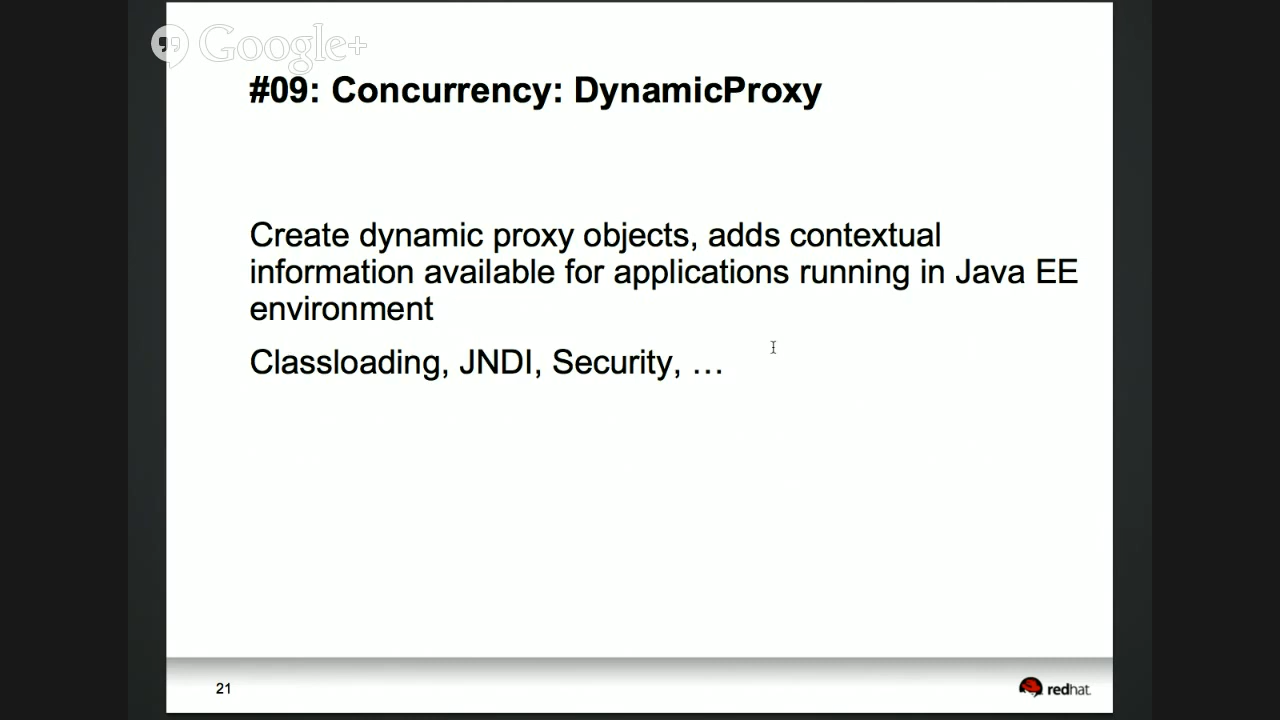 Google+
#09: Concurrency: DynamicProxy
Create dynamic proxy objects, adds contextual
information available for applications running in Java EE
environment
Classloading, JNDI, Security, …
21
redhat.